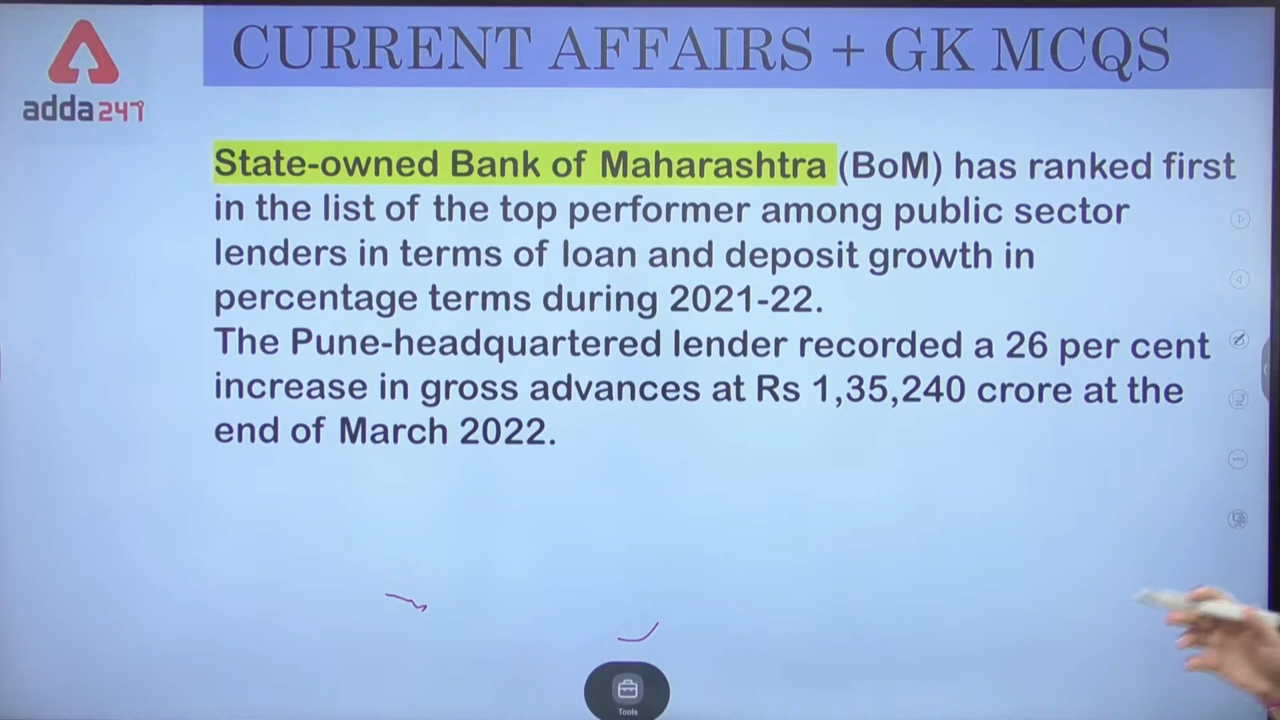 CURRENT AFFAIRS + GK MCQS
adda247
State-owned Bank of Maharashtra (BoM) has ranked first
in the list of the top performer among public sector
lenders in terms of loan and deposit growth in
percentage terms during 2021-22.
The Pune-headquartered lender recorded a 26 per cent
increase in gross advances at Rs 1,35,240 crore at the
end of March 2022.
Tools